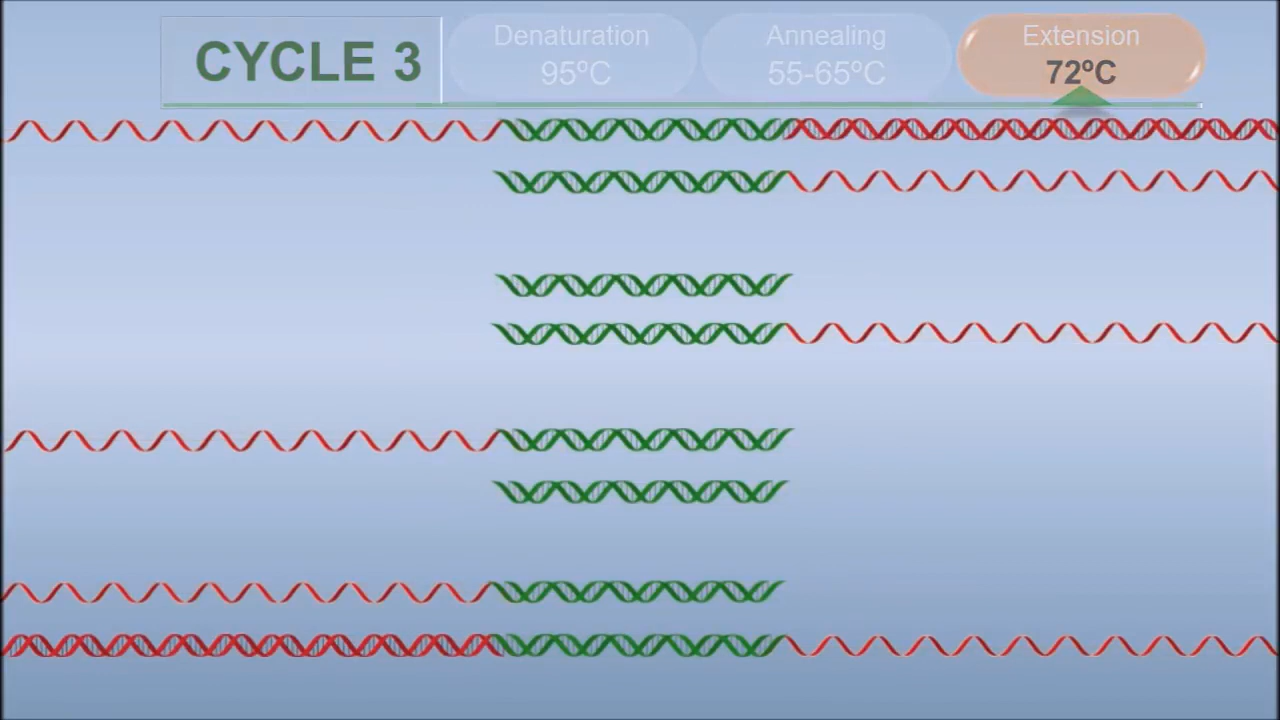 CYCLE 3
Denaturation
95ºC
Annealing
55-65ºC
Extension
72ºC